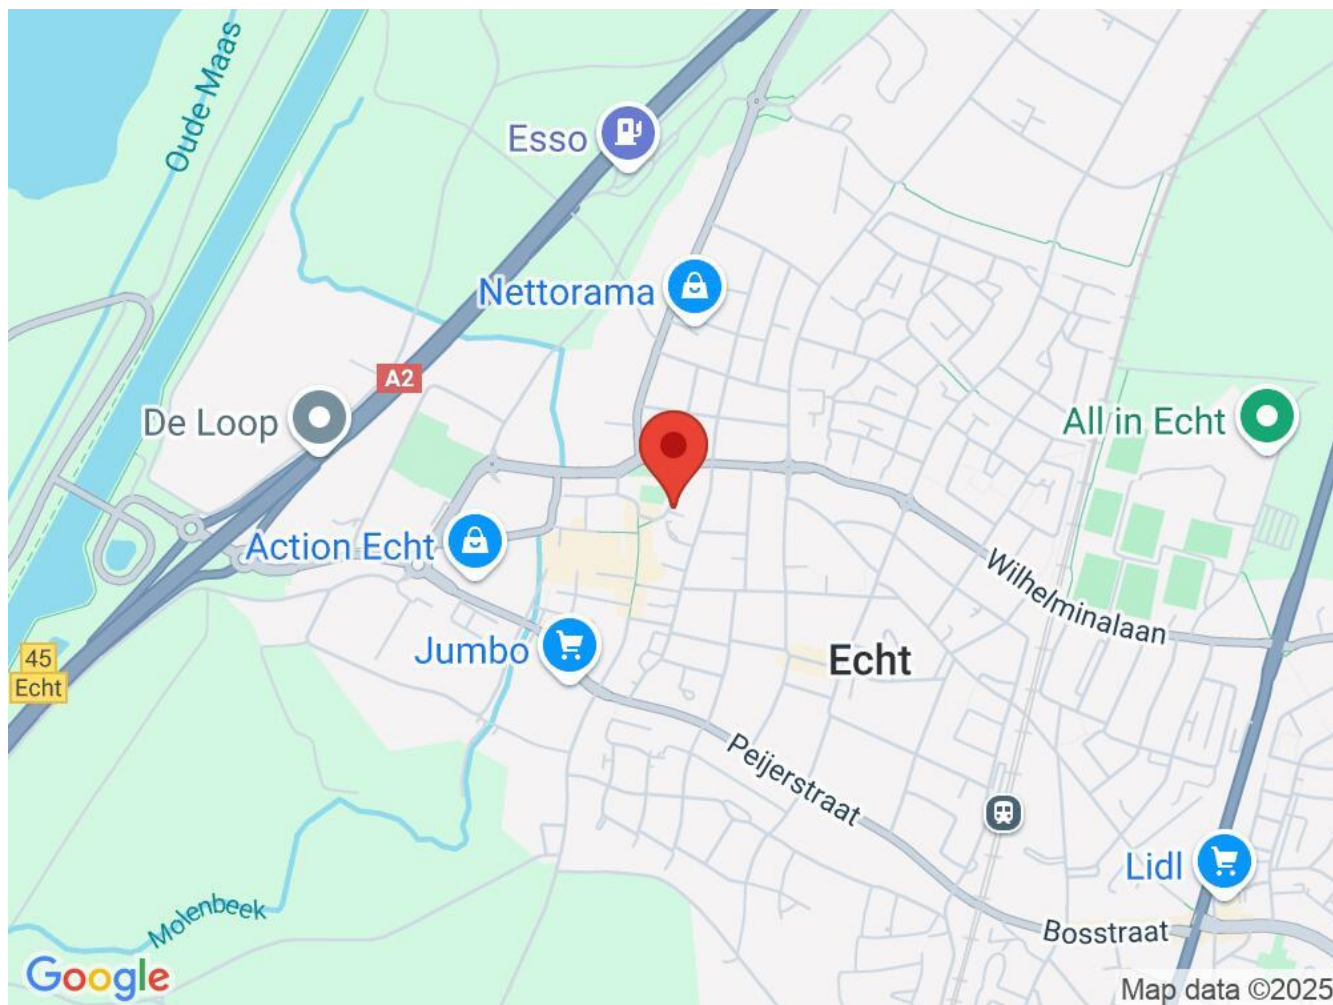 Oude Maas
Esso
Nettorama
A2
De Loop
All in Echt
Action Echt
Wilhelminalaan
Jumbo
Echt
45
Echt
Peijerstraat
Lidl
Molenbeek
Bosstraat
Google
Map data ©2025